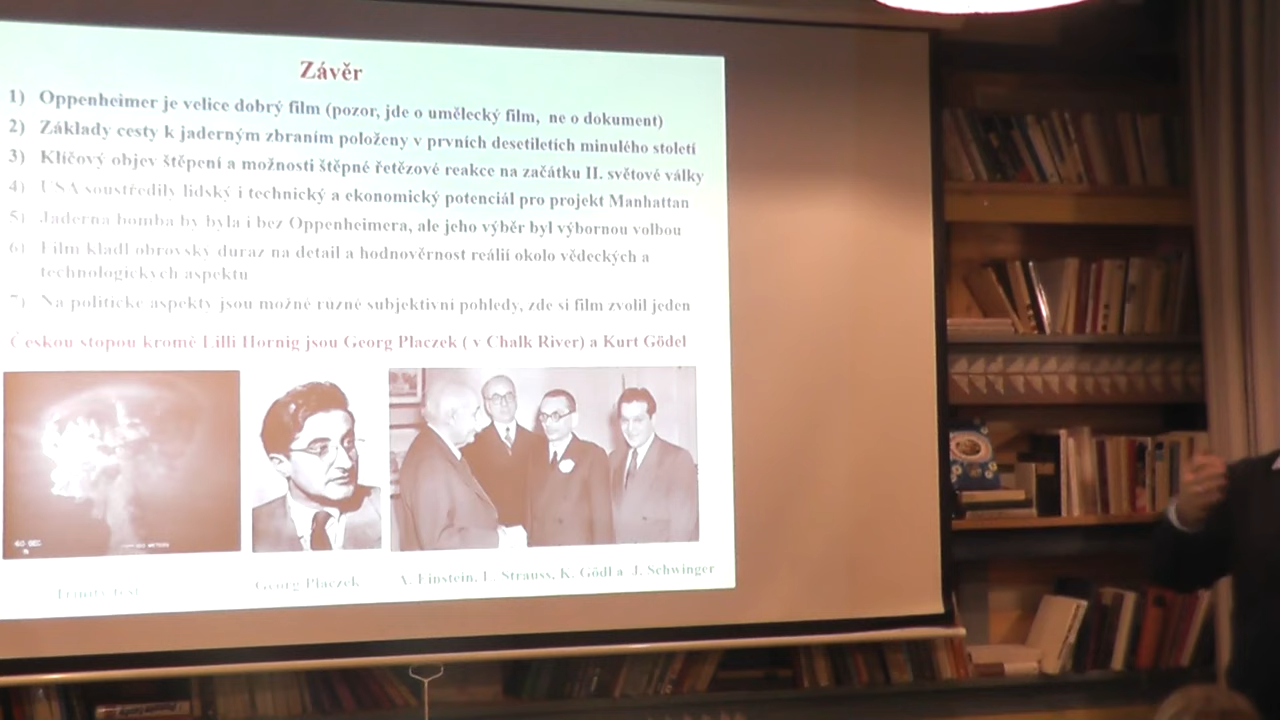 Závěr
1) Oppenheimer je velice dobrý film (pozor, jde o umělecký film, ne o dokument)
2) Základy cesty k jaderným zbraním položeny v prvních desetiletích minulého století
3) Klíčový objev štěpení a možnosti štěpné řetězové reakce na začátku II. světové války
4) USA soustředily lidský i technický a ekonomický potenciál pro projekt Manhattan
5) Jaderná bomba by byla i bez Oppenheimera, ale jeho výběr byl výbornou volbou
6) Film kladl obrovský důraz na detail a hodnověrnost reálií okolo vědeckých a
technologických aspektů
7) Na politické aspekty jsou možné různé subjektivní pohledy, zde si film zvolil jeden
Českou stopou kromě Lilli Hornig jsou Georg Placzek ( v Chalk River) a Kurt Gödel
60 SEC
Trinity test
Georg Placzek
A. Einstein, L. Strauss, K. Gödl a J. Schwinger